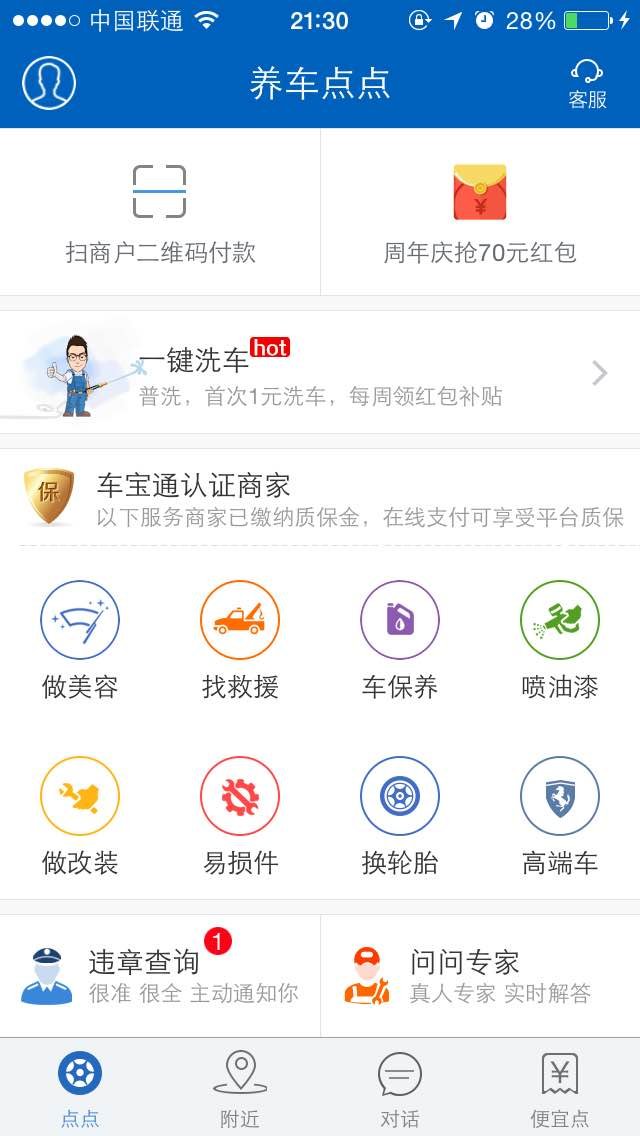 中国联通 21:30 28%
养车点点
客服
扫商户二维码付款
周年庆抢70元红包
一键洗车 hot
普洗，首次1元洗车，每周领红包补贴
保
车宝通认证商家
以下服务商家已缴纳质保金，在线支付可享受平台质保
做美容 找救援 车保养 喷油漆
做改装 易损件 换轮胎 高端车
违章查询 1
很准 很全 主动通知你
问问专家
真人专家 实时解答
点点 附近 对话 便宜点